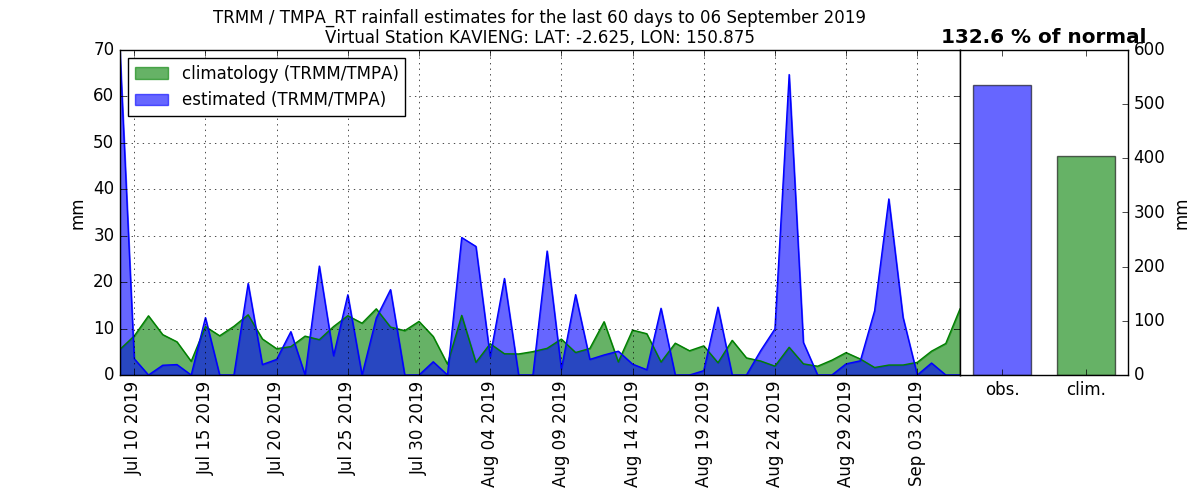 TRMM / TMPA_RT rainfall estimates for the last 60 days to 06 September 2019
Virtual Station KAVIENG: LAT: -2.625, LON: 150.875
132.6 % of normal
climatology (TRMM/TMPA)
estimated (TRMM/TMPA)
70
60
50
40
30
20
10
0
mm
Jul 10 2019
Jul 15 2019
Jul 20 2019
Jul 25 2019
Jul 30 2019
Aug 04 2019
Aug 09 2019
Aug 14 2019
Aug 19 2019
Aug 24 2019
Aug 29 2019
Sep 03 2019
600
500
400
300
200
100
0
mm
obs.
clim.